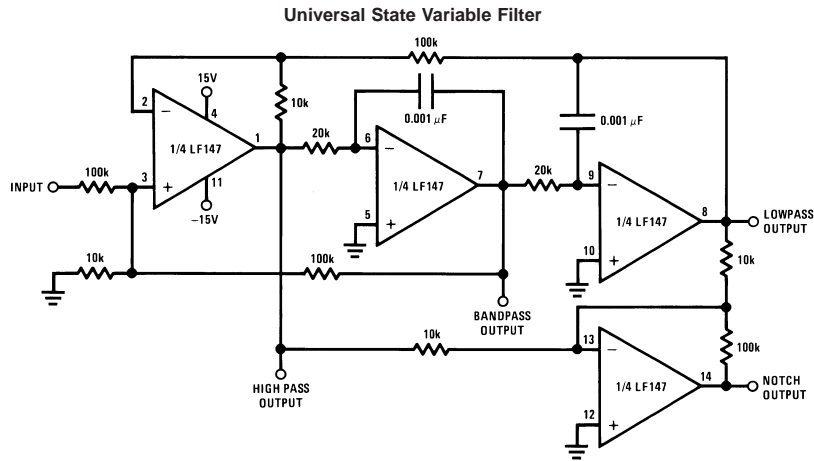 Universal State Variable Filter
100k
15V
2
4
10k
0.001 μF
0.001 μF
1/4 LF147
1
20k
6
100k
3
11
INPUT
−15V
1/4 LF147
7
20k
9
5
1/4 LF147
8
LOWPASS
OUTPUT
10k
100k
10
10k
BANDPASS
OUTPUT
10k
13
100k
HIGH PASS
OUTPUT
1/4 LF147
14
NOTCH
OUTPUT
12